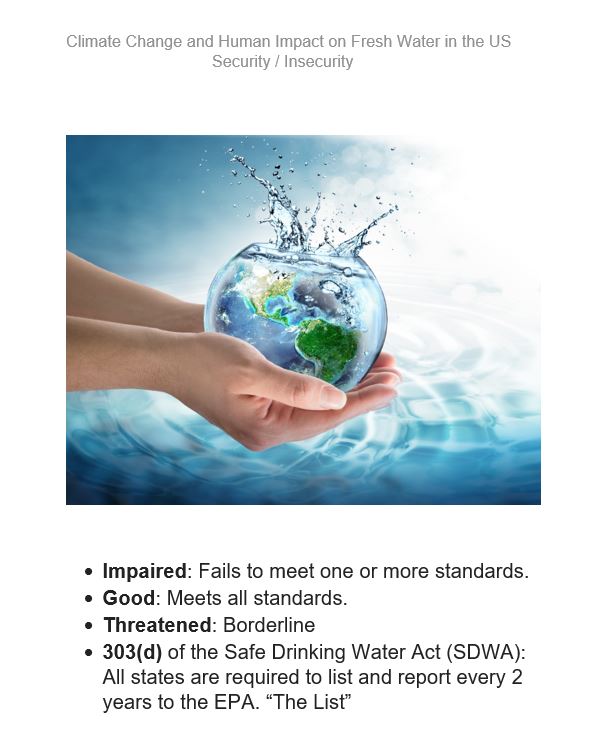 Climate Change and Human Impact on Fresh Water in the US
Security / Insecurity
• Impaired: Fails to meet one or more standards.
• Good: Meets all standards.
• Threatened: Borderline
• 303(d) of the Safe Drinking Water Act (SDWA):
All states are required to list and report every 2
years to the EPA. “The List”